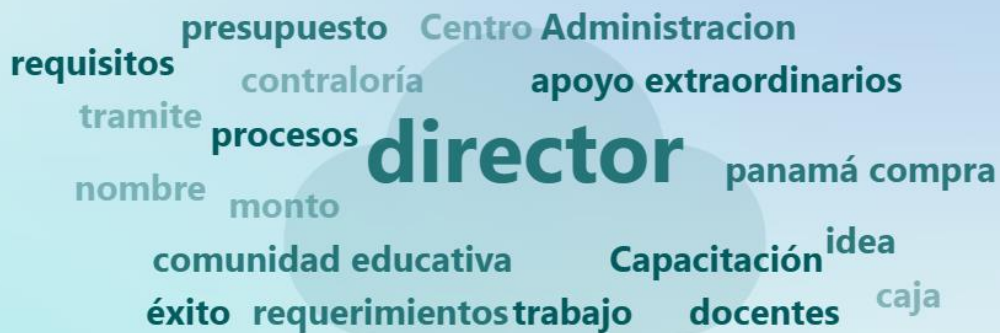 presupuesto Centro Administracion
requisitos
contraloría apoyo extraordinarios
tramite
procesos director
panamá compra
nombre
monto
idea
comunidad educativa Capacitación
caja
éxito requerimientos trabajo docentes